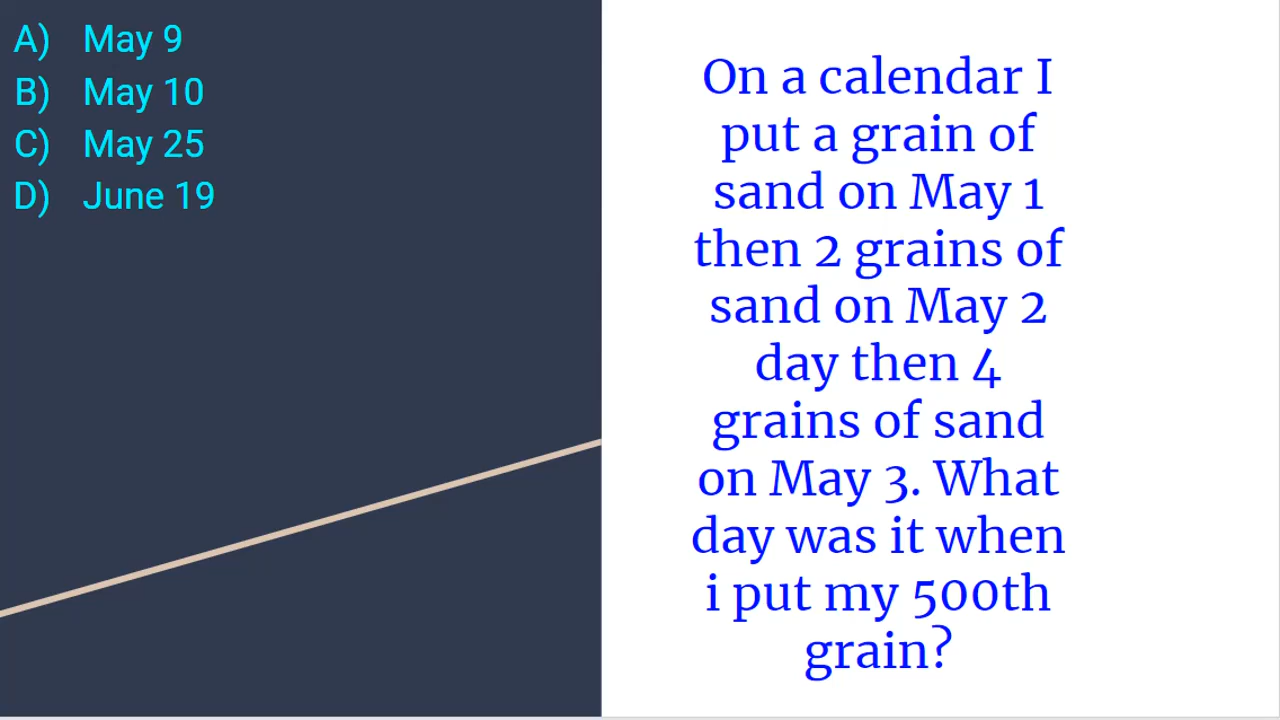 A) May 9
B) May 10
C) May 25
D) June 19
On a calendar I
put a grain of
sand on May 1
then 2 grains of
sand on May 2
day then 4
grains of sand
on May 3. What
day was it when
i put my 500th
grain?